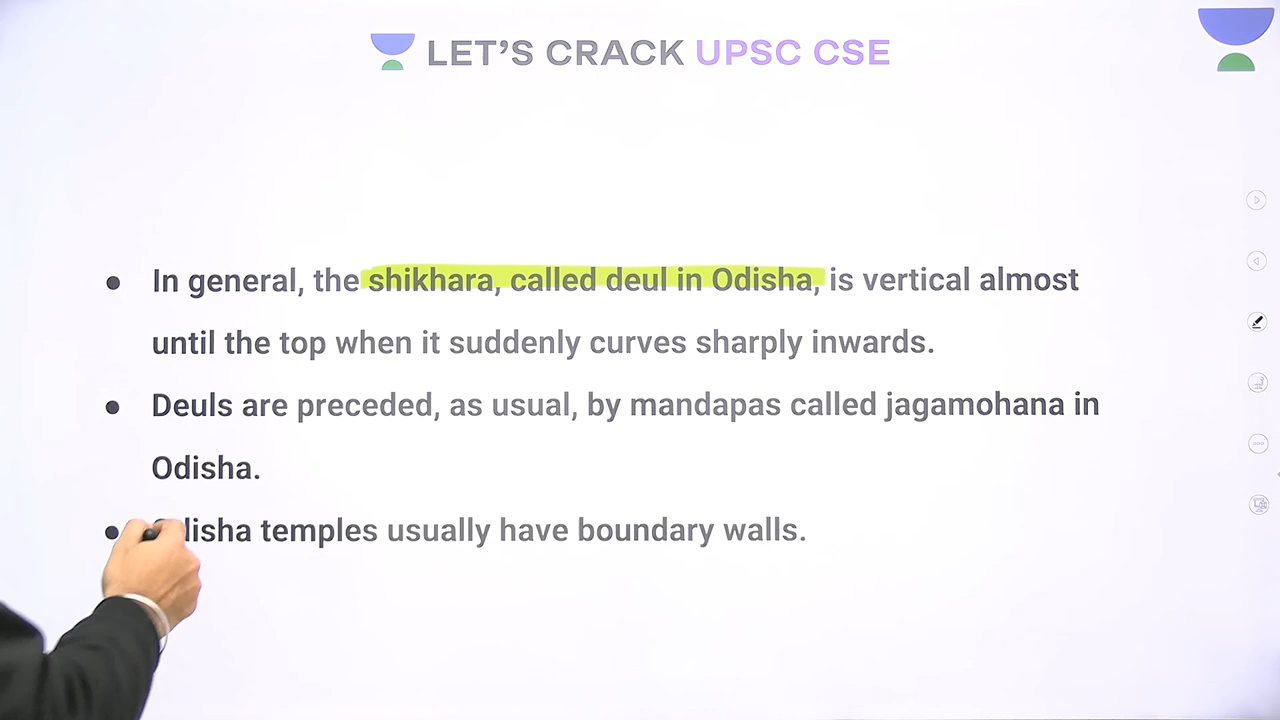 LET'S CRACK UPSC CSE
● In general, the shikhara, called deul in Odisha, is vertical almost
until the top when it suddenly curves sharply inwards.
● Deuls are preceded, as usual, by mandapas called jagamohana in
Odisha.
● Odisha temples usually have boundary walls.